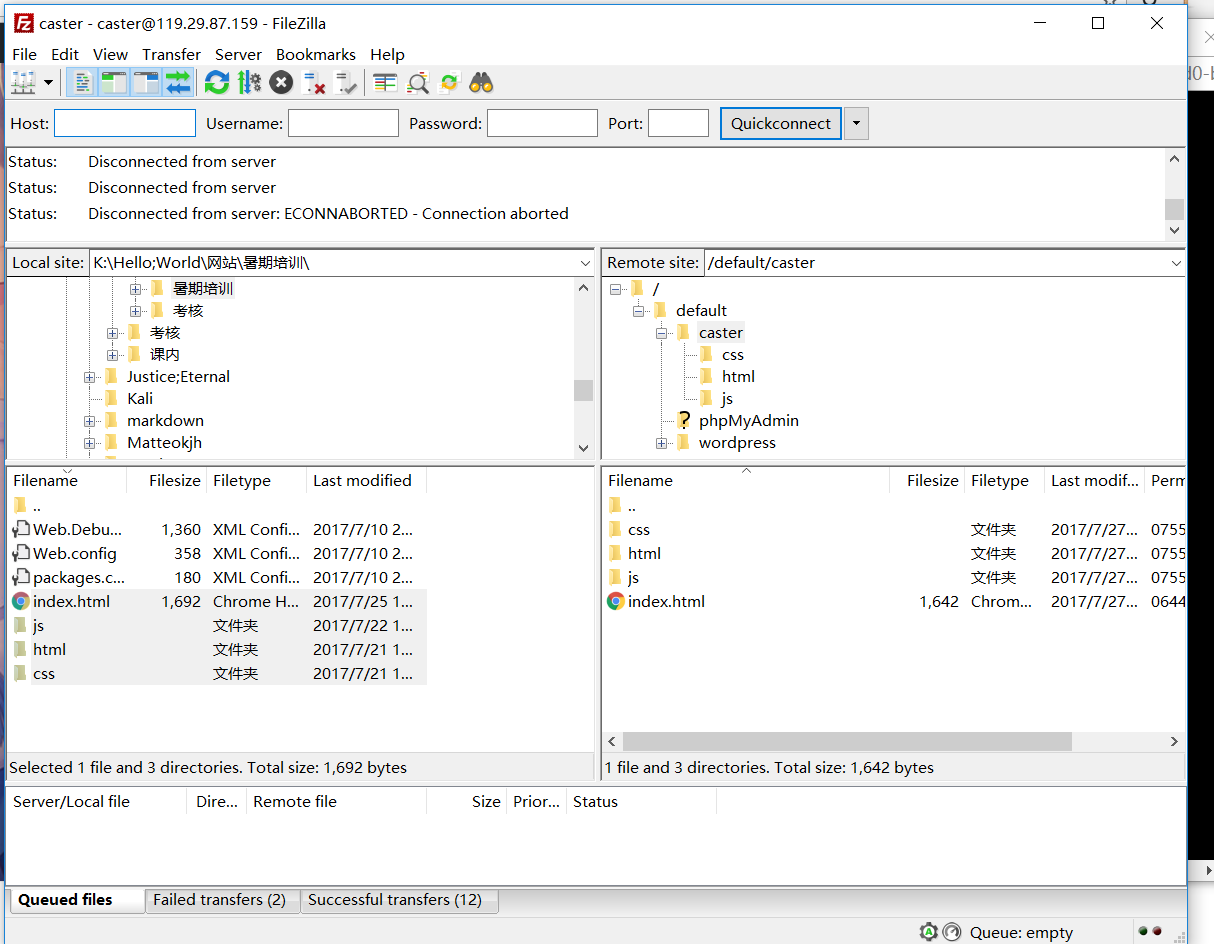 caster - caster@119.29.87.159 - FileZilla
File Edit View Transfer Server Bookmarks Help
Host: Username: Password: Port: Quickconnect
Status: Disconnected from server
Status: Disconnected from server
Status: Disconnected from server: ECONNABORTED - Connection aborted
Local site: K:\Hello;World\网站\暑期培训\
暑期培训
考核
考核
课内
Justice;Eternal
Kali
markdown
Matteokjh
Remote site: /default/caster
/
default
caster
css
html
js
? phpMyAdmin
wordpress
Filename Filesize Filetype Last modified
..
Web.Debu... 1,360 XML Confi... 2017/7/10 2...
Web.config 358 XML Confi... 2017/7/10 2...
packages.c... 180 XML Confi... 2017/7/10 2...
index.html 1,692 Chrome H... 2017/7/25 1...
js 文件夹 2017/7/22 1...
html 文件夹 2017/7/21 1...
css 文件夹 2017/7/21 1...
Selected 1 file and 3 directories. Total size: 1,692 bytes
Filename Filesize Filetype Last modif... Perm
..
css 文件夹 2017/7/27... 0755
html 文件夹 2017/7/27... 0755
js 文件夹 2017/7/27... 0755
index.html 1,642 Chrom... 2017/7/27... 0644
1 file and 3 directories. Total size: 1,642 bytes
Server/Local file Dire... Remote file Size Prior... Status
Queued files Failed transfers (2) Successful transfers (12)
Queue: empty